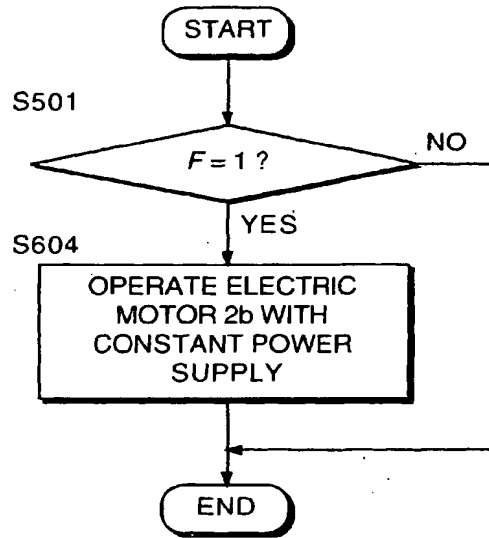 START
S501
F = 1 ?
NO
YES
S604
OPERATE ELECTRIC
MOTOR 2b WITH
CONSTANT POWER
SUPPLY
END